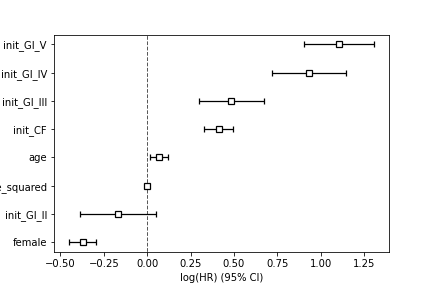 init_GI_V
init_GI_IV
init_GI_III
init_CF
age
e_squared
init_GI_II
female
−0.50 −0.25 0.00 0.25 0.50 0.75 1.00 1.25
log(HR) (95% CI)